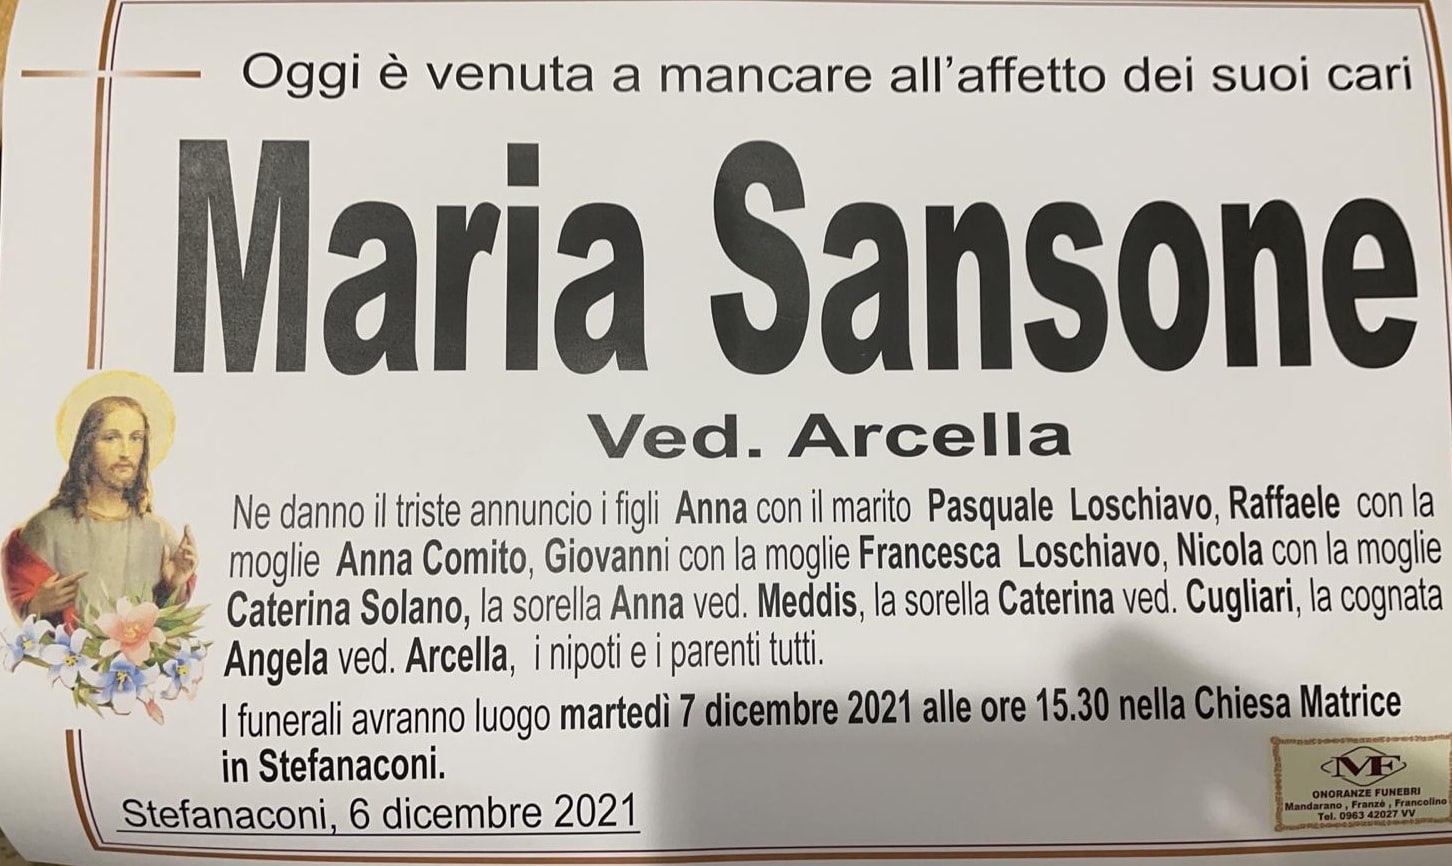 Oggi è venuta a mancare all'affetto dei suoi cari
Maria Sansone
Ved. Arcella
Ne danno il triste annuncio i figli Anna con il marito Pasquale Loschiavo, Raffaele con la
moglie Anna Comito, Giovanni con la moglie Francesca Loschiavo, Nicola con la moglie
Caterina Solano, la sorella Anna ved. Meddis, la sorella Caterina ved. Cugliari, la cognata
Angela ved. Arcella, i nipoti e i parenti tutti.
I funerali avranno luogo martedì 7 dicembre 2021 alle ore 15.30 nella Chiesa Matrice
in Stefanaconi.
Stefanaconi, 6 dicembre 2021
MF
ONORANZE FUNEBRI
Mandarano, Franzè, Francolino
Tel. 0963 42027 VV